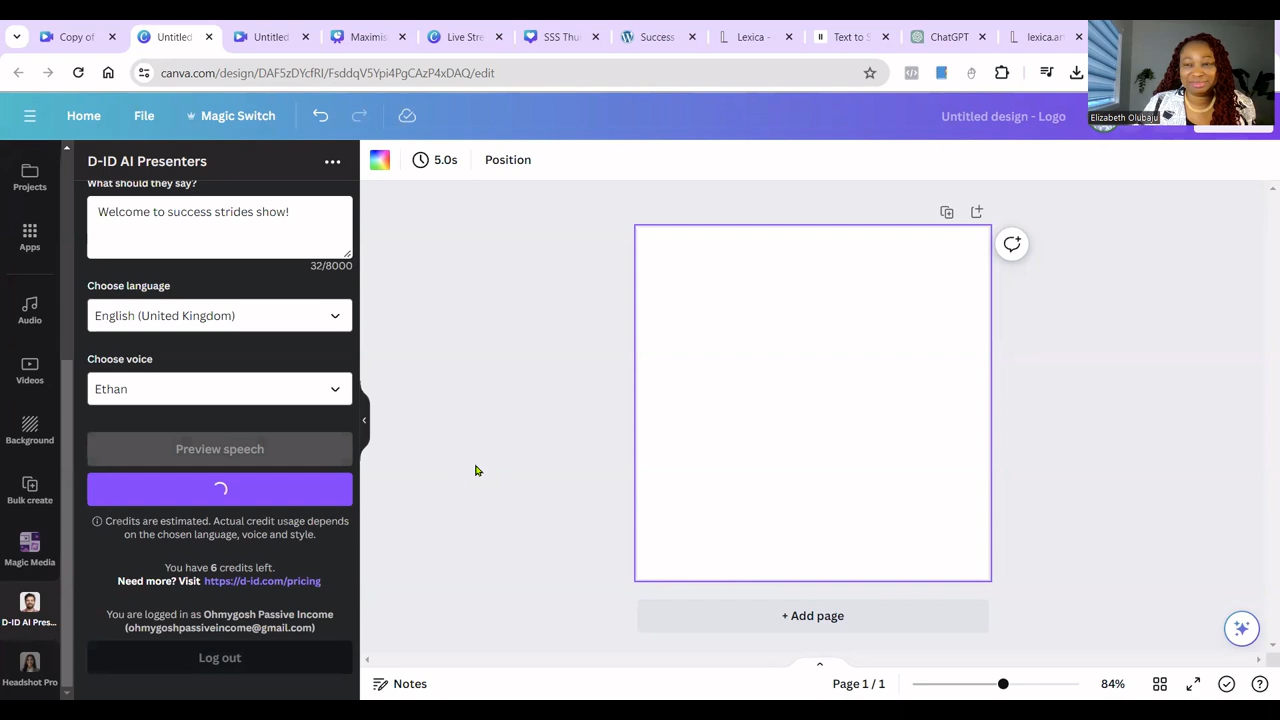 Copy of
Untitled
Untitled
Maximis
Live Stre
SSS Thu
Success
Lexica -
Text to S
ChatGPT
lexica.ar
canva.com/design/DAF5zDYcfRI/FsddqV5Ypi4PgCAzP4xDAQ/edit
Elizabeth Olubaju
Home
File
Magic Switch
Untitled design - Logo
D-ID AI Presenters
5.0s
Position
Projects
Apps
Audio
Videos
Background
Bulk create
Magic Media
D-ID AI Pres...
Headshot Pro
What should they say?
Welcome to success strides show!
32/8000
Choose language
English (United Kingdom)
Choose voice
Ethan
Preview speech
Credits are estimated. Actual credit usage depends
on the chosen language, voice and style.
You have 6 credits left.
Need more? Visit https://d-id.com/pricing
You are logged in as Ohmygosh Passive Income
(ohmygoshpassiveincome@gmail.com)
Log out
+ Add page
Notes
Page 1 / 1
84%